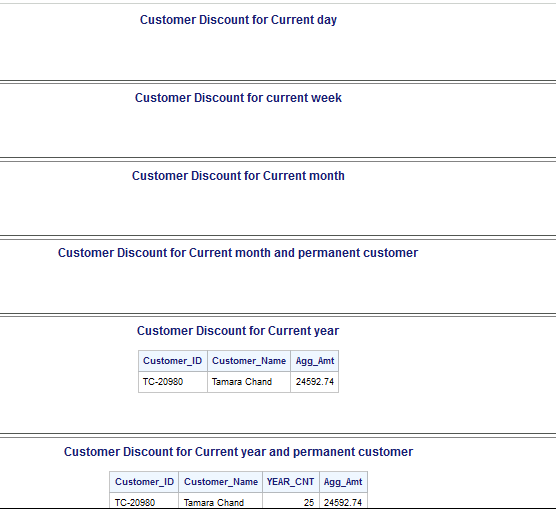 Customer Discount for Current day
Customer Discount for current week
Customer Discount for Current month
Customer Discount for Current month and permanent customer
Customer Discount for Current year
Customer_ID Customer_Name Agg_Amt
TC-20980 Tamara Chand 24592.74
Customer Discount for Current year and permanent customer
Customer_ID Customer_Name YEAR_CNT Agg_Amt
TC-20980 Tamara Chand 25 24592.74